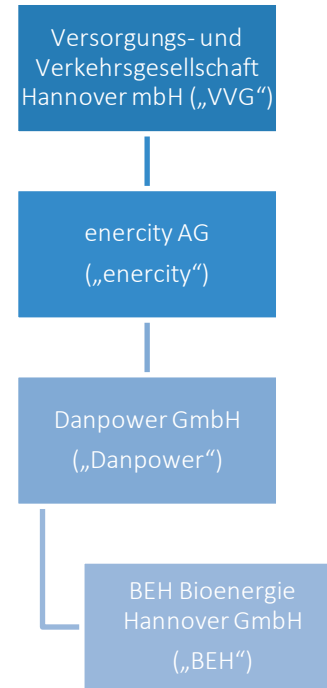 Versorgungs- und
Verkehrsgesellschaft
Hannover mbH („VVG“)
enercity AG
(„enercity“)
Danpower GmbH
(„Danpower“)
BEH Bioenergie
Hannover GmbH
(„BEH“)